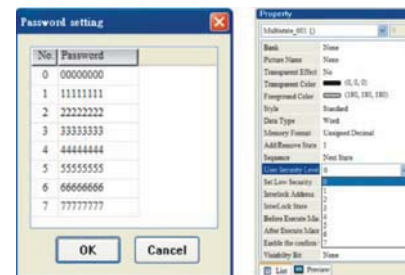 Password setting
No. Password
0 00000000
1 11111111
2 22222222
3 33333333
4 44444444
5 55555555
6 66666666
7 77777777
OK Cancel
Property
Multistate_001 {}
Bank None
Picture Name None
Transparent Effect No
Transparent Color (0, 0, 0)
Foreground Color (180, 180, 180)
Style Standard
Data Type Word
Memory Format Unsigned Decimal
Add/Remove State 1
Sequence Next State
User Security Level 0
Set Low Security 0
Interlock Address 1
InterLock State 2
3
Before Execute Mac 4
After Execute Macr 5
Enable the confirm 6
7
Visibility Bit None
List Preview